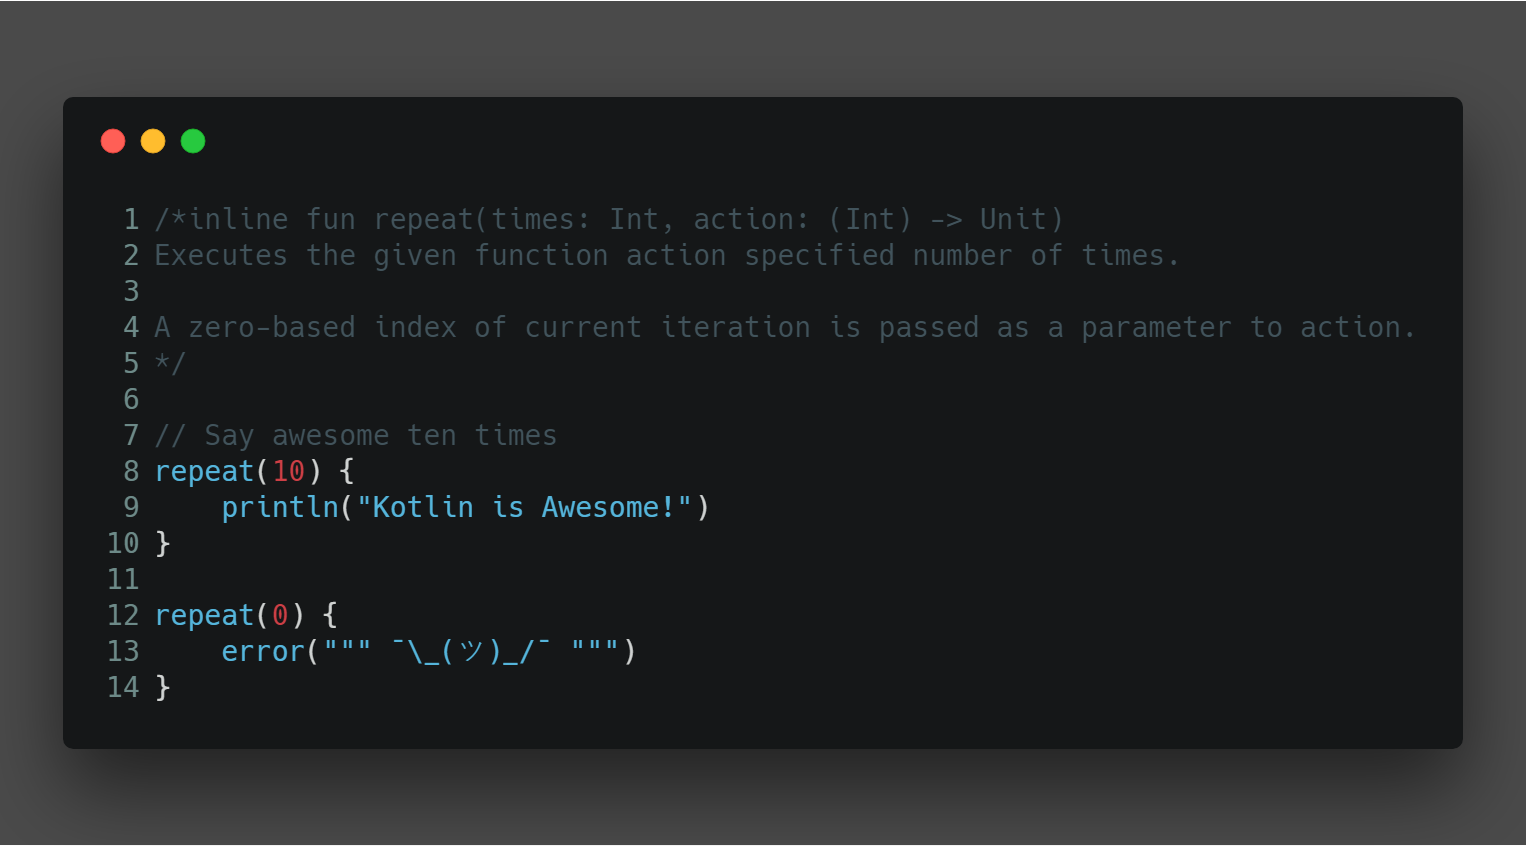 1 /*inline fun repeat(times: Int, action: (Int) -> Unit)
2 Executes the given function action specified number of times.
3
4 A zero-based index of current iteration is passed as a parameter to action.
5 */
6
7 // Say awesome ten times
8 repeat(10) {
9     println("Kotlin is Awesome!")
10 }
11
12 repeat(0) {
13     error(""" ¯\_(ツ)_/¯ """)
14 }